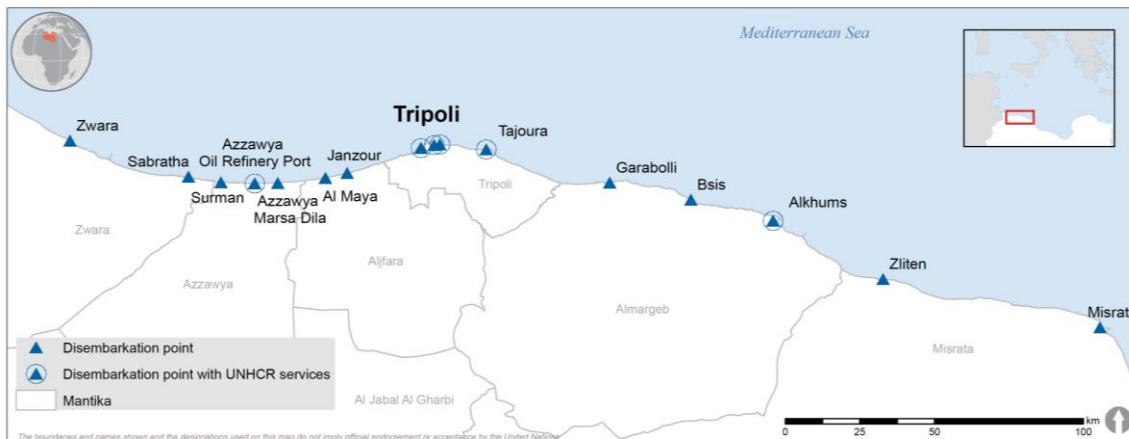 Mediterranean Sea
Zwara
Tripoli
Tajoura
Azzawya
Oil Refinery Port
Sabratha
Janzour
Surman
Azzawya
Marsa Dila
Al Maya
Garabolli
Bsis
Alkhums
Zliten
Misrat
Zwara
Azzawya
Aljfara
Tripoli
Almargeb
Misrata
Al Jabal Al Gharbi
Disembarkation point
Disembarkation point with UNHCR services
Mantika
km
0 25 50 100
The boundaries and names shown and the designations used on this map do not imply official endorsement or acceptance by the United Nations